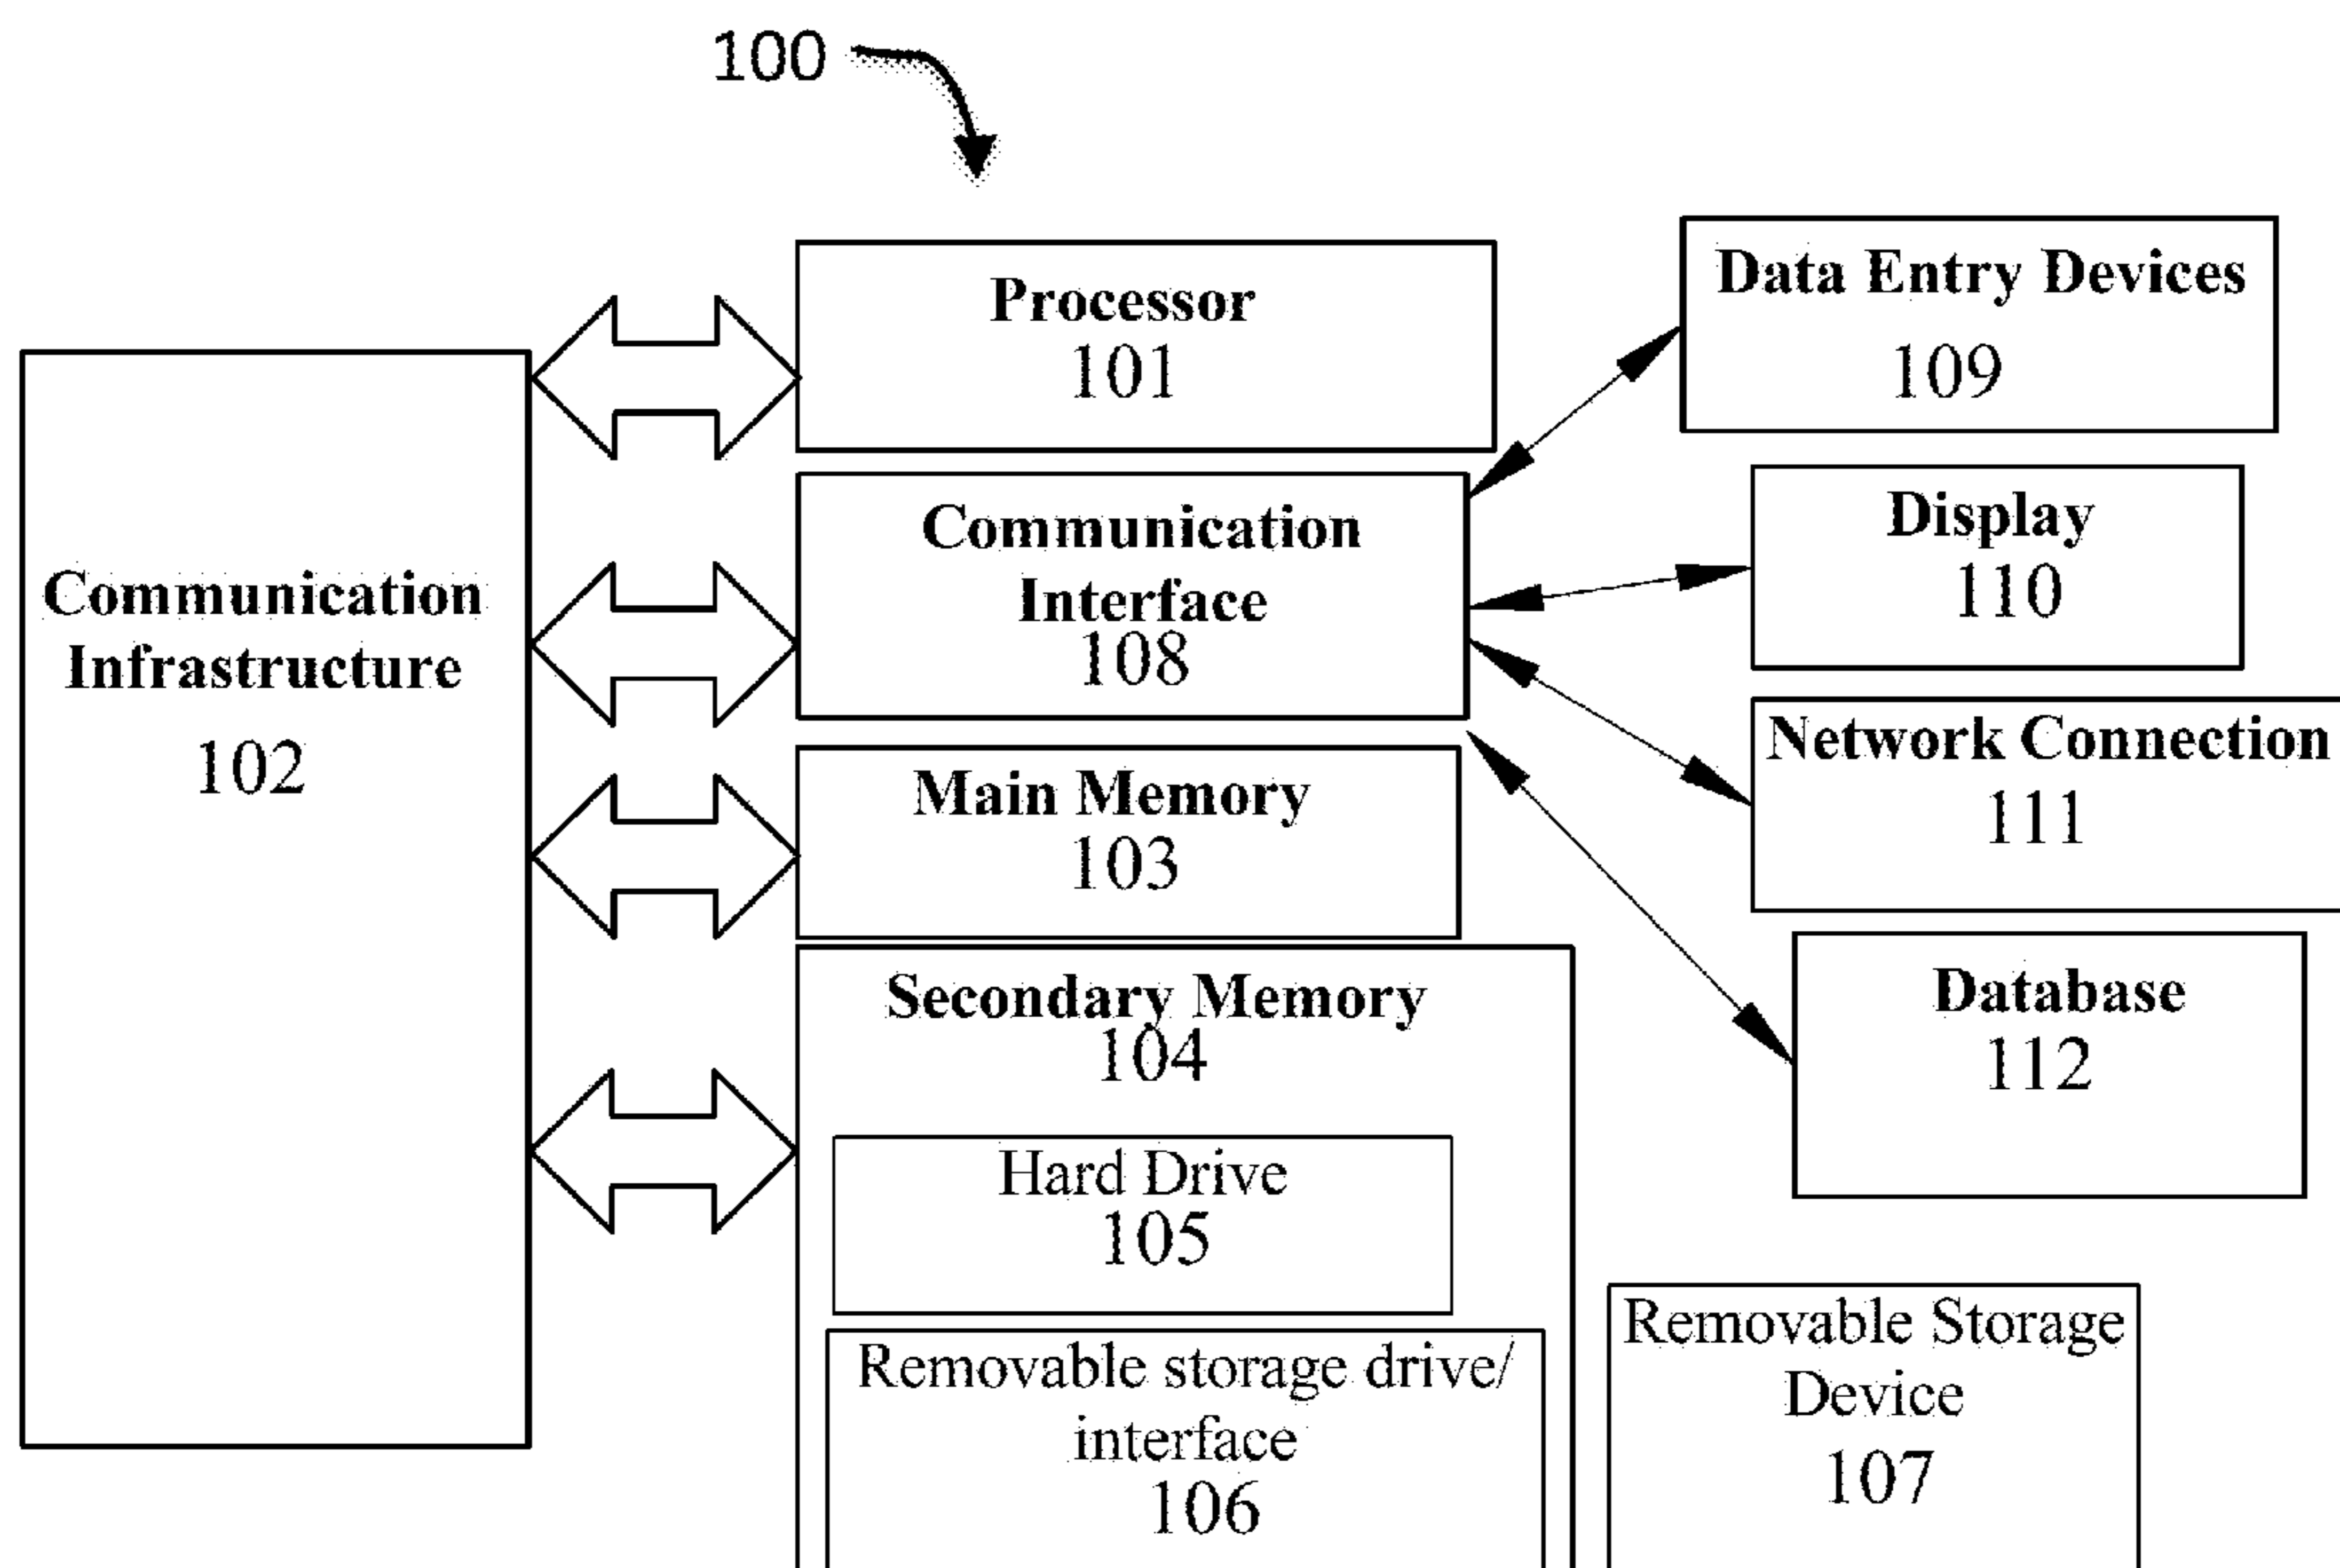 100
Processor
101
Data Entry Devices
109
Communication
Infrastructure
102
Communication
Interface
108
Display
110
Network Connection
111
Main Memory
103
Database
112
Secondary Memory
104
Hard Drive
105
Removable storage drive/
interface
106
Removable Storage
Device
107